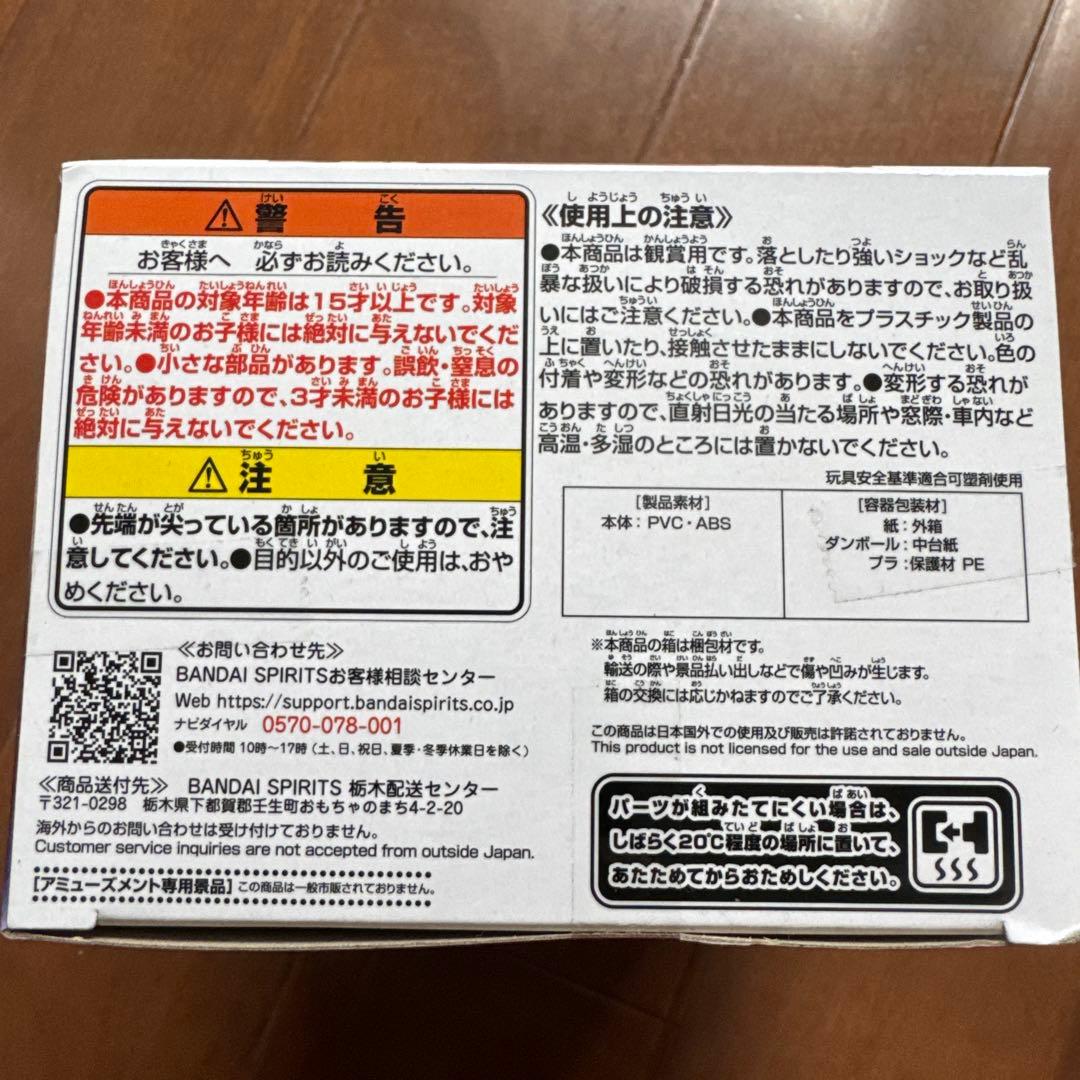 ⚠警告
お客様へ 必ずお読みください。
●本商品の対象年齢は15才以上です。対象
年齢未満のお子様には絶対に与えないでくだ
さい。●小さな部品があります。誤飲・窒息の
危険がありますので、3才未満のお子様には
絶対に与えないでください。
⚠注意
●先端が尖っている箇所がありますので、注
意してください。●目的以外のご使用は、おや
めください。
≪お問い合わせ先≫
BANDAI SPIRITSお客様相談センター
Web https://support.bandaispirits.co.jp
ナビダイヤル 0570-078-001
●受付時間 10時〜17時 (土、日、祝日、夏季・冬季休業日を除く)
≪商品送付先≫ BANDAI SPIRITS 栃木配送センター
〒321-0298 栃木県下都賀郡壬生町おもちゃのまち4-2-20
海外からのお問い合わせは受け付けておりません。
Customer service inquiries are not accepted from outside Japan.
[アミューズメント専用景品] この商品は一般市販されておりません。
≪使用上の注意≫
●本商品は観賞用です。落としたり強いショックなど乱
暴な扱いにより破損する恐れがありますので、お取り扱
いにはご注意ください。●本商品をプラスチック製品の
上に置いたり、接触させたままにしないでください。色の
付着や変形などの恐れがあります。●変形する恐れが
ありますので、直射日光の当たる場所や窓際・車内など
高温・多湿のところには置かないでください。
玩具安全基準適合可塑剤使用
[製品素材]
本体：PVC・ABS
[容器包装材]
紙：外箱
ダンボール：中台紙
プラ：保護材 PE
※本商品の箱は梱包材です。
輸送の際や景品払い出しなどで傷や凹みが生じます。
箱の交換には応じかねますのでご了承ください。
この商品は日本国外での使用及び販売は許諾されておりません。
This product is not licensed for the use and sale outside Japan.
パーツが組みたてにくい場合は、
しばらく20℃程度の場所に置いて、
あたためてからおためしください。